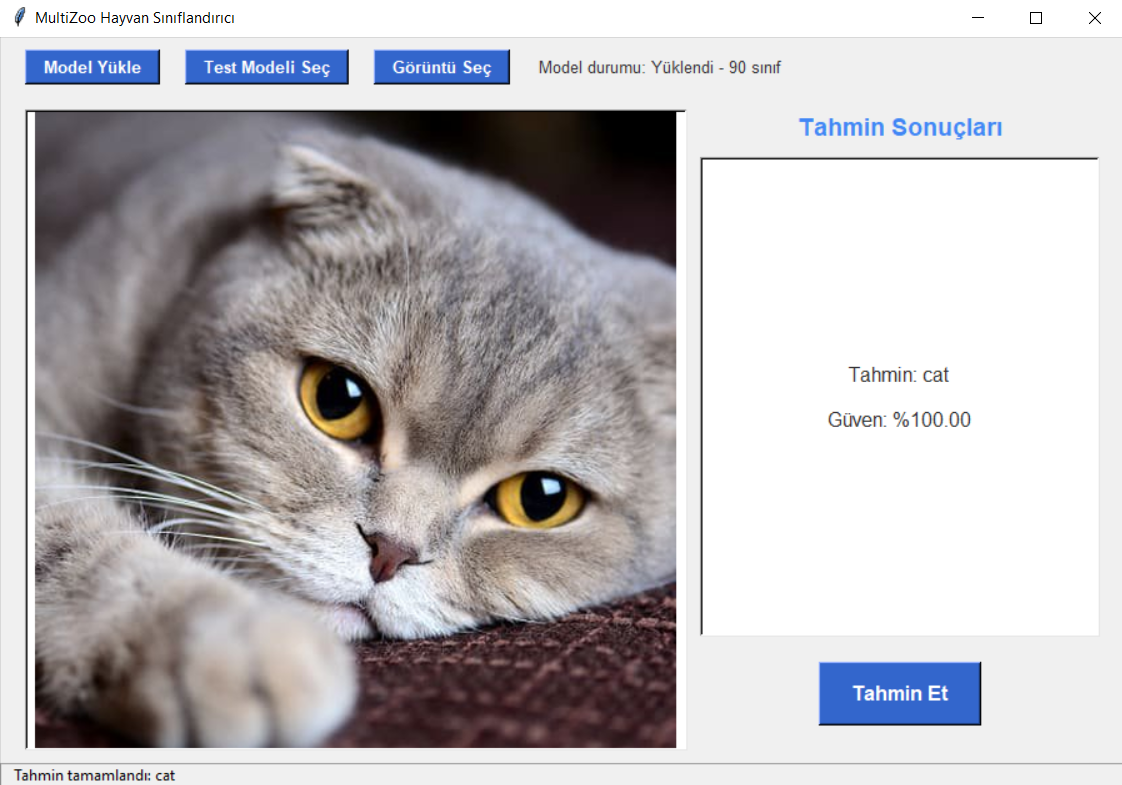 MultiZoo Hayvan Sınıflandırıcı
Model Yükle
Test Modeli Seç
Görüntü Seç
Model durumu: Yüklendi - 90 sınıf
Tahmin Sonuçları
Tahmin: cat
Güven: %100.00
Tahmin Et
Tahmin tamamlandı: cat